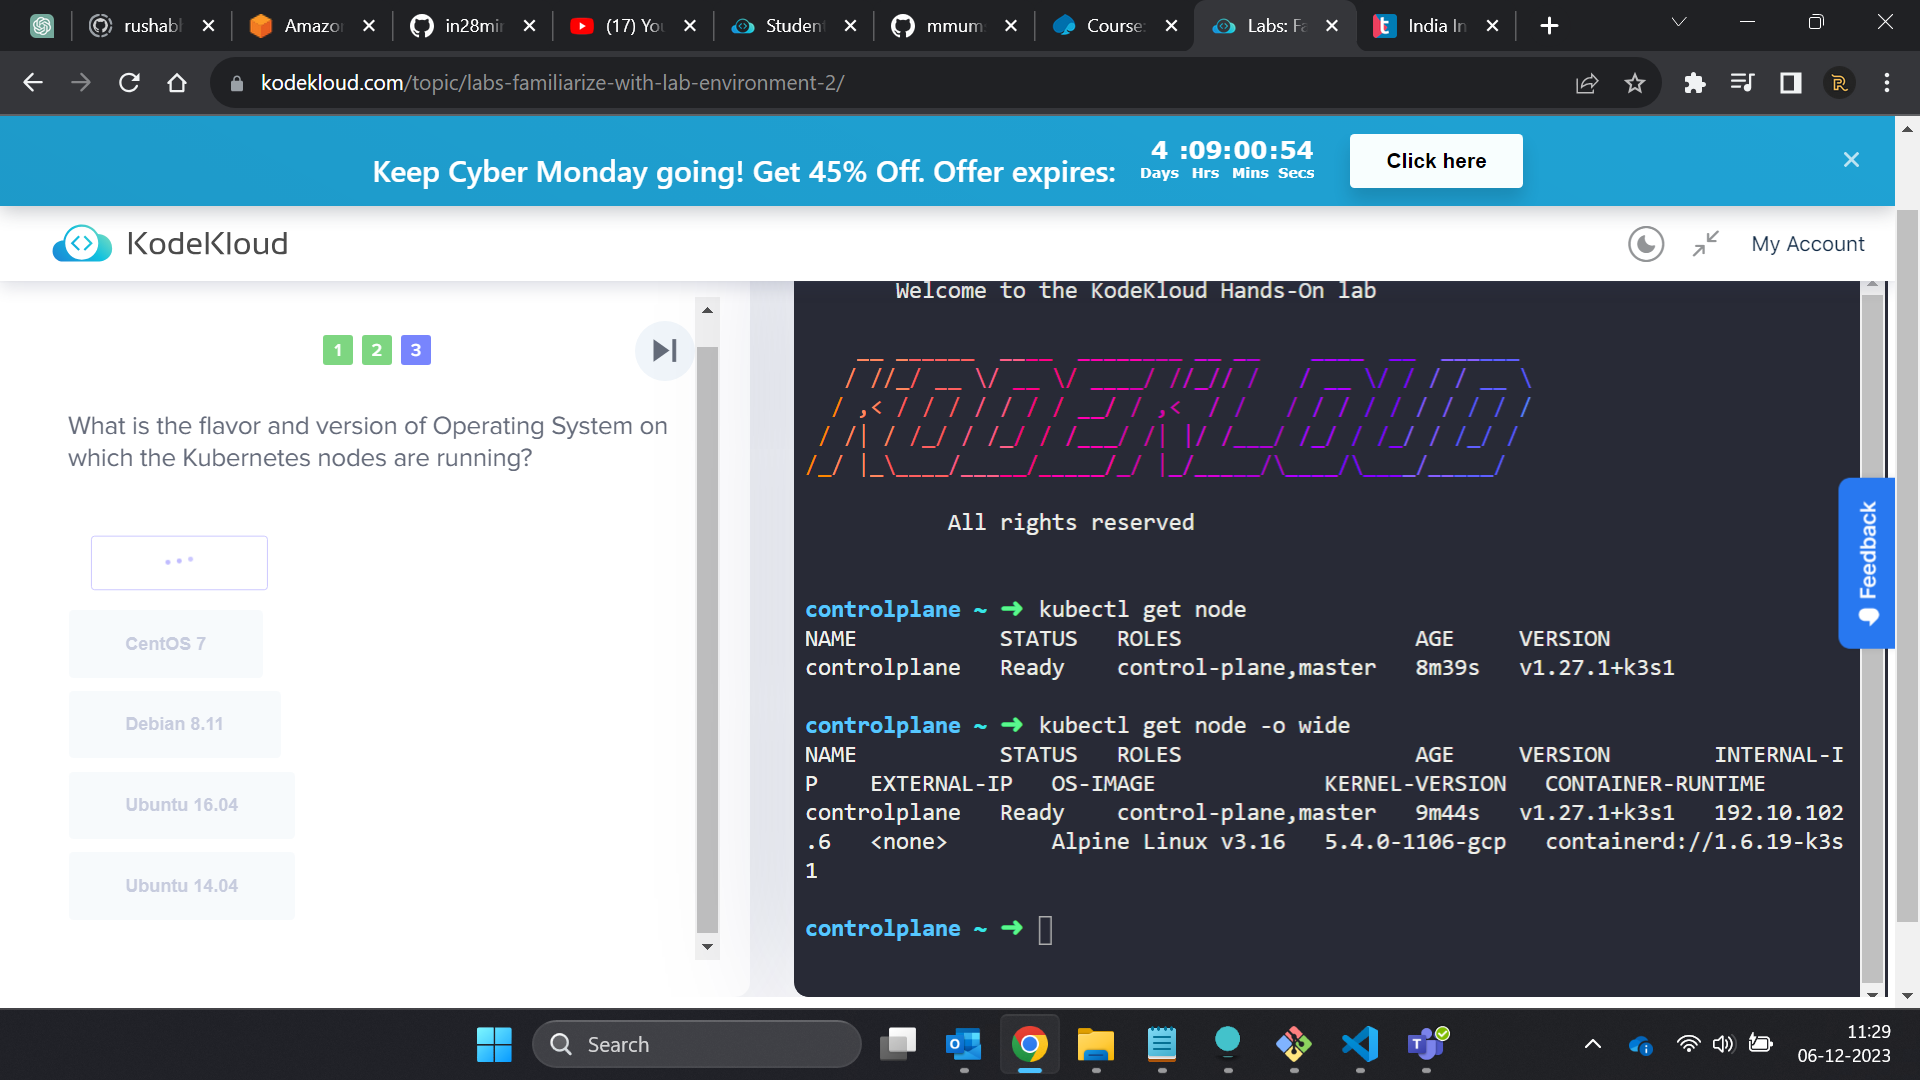 rushabl
Amazon
in28min
(17) You
Student
mmums
Course:
Labs: Fa
India In
kodekloud.com/topic/labs-familiarize-with-lab-environment-2/
R
Keep Cyber Monday going! Get 45% Off. Offer expires:
4 :09:00:54
Days Hrs Mins Secs
Click here
KodeKloud
My Account
1 2 3
What is the flavor and version of Operating System on
which the Kubernetes nodes are running?
CentOS 7
Debian 8.11
Ubuntu 16.04
Ubuntu 14.04
Welcome to the KodeKloud Hands-On lab
KODEKLOUD
All rights reserved
controlplane ~ ➜ kubectl get node
NAME STATUS ROLES AGE VERSION
controlplane Ready control-plane,master 8m39s v1.27.1+k3s1
controlplane ~ ➜ kubectl get node -o wide
NAME STATUS ROLES AGE VERSION INTERNAL-I
P EXTERNAL-IP OS-IMAGE KERNEL-VERSION CONTAINER-RUNTIME
controlplane Ready control-plane,master 9m44s v1.27.1+k3s1 192.10.102
.6 <none> Alpine Linux v3.16 5.4.0-1106-gcp containerd://1.6.19-k3s
1
controlplane ~ ➜
Feedback
Search
11:29
06-12-2023